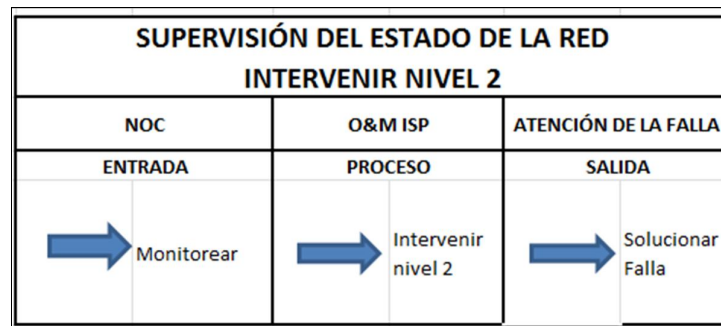 SUPERVISIÓN DEL ESTADO DE LA RED
INTERVENIR NIVEL 2
NOC
O&M ISP
ATENCIÓN DE LA FALLA
ENTRADA
PROCESO
SALIDA
Monitorear
Intervenir
nivel 2
Solucionar
Falla